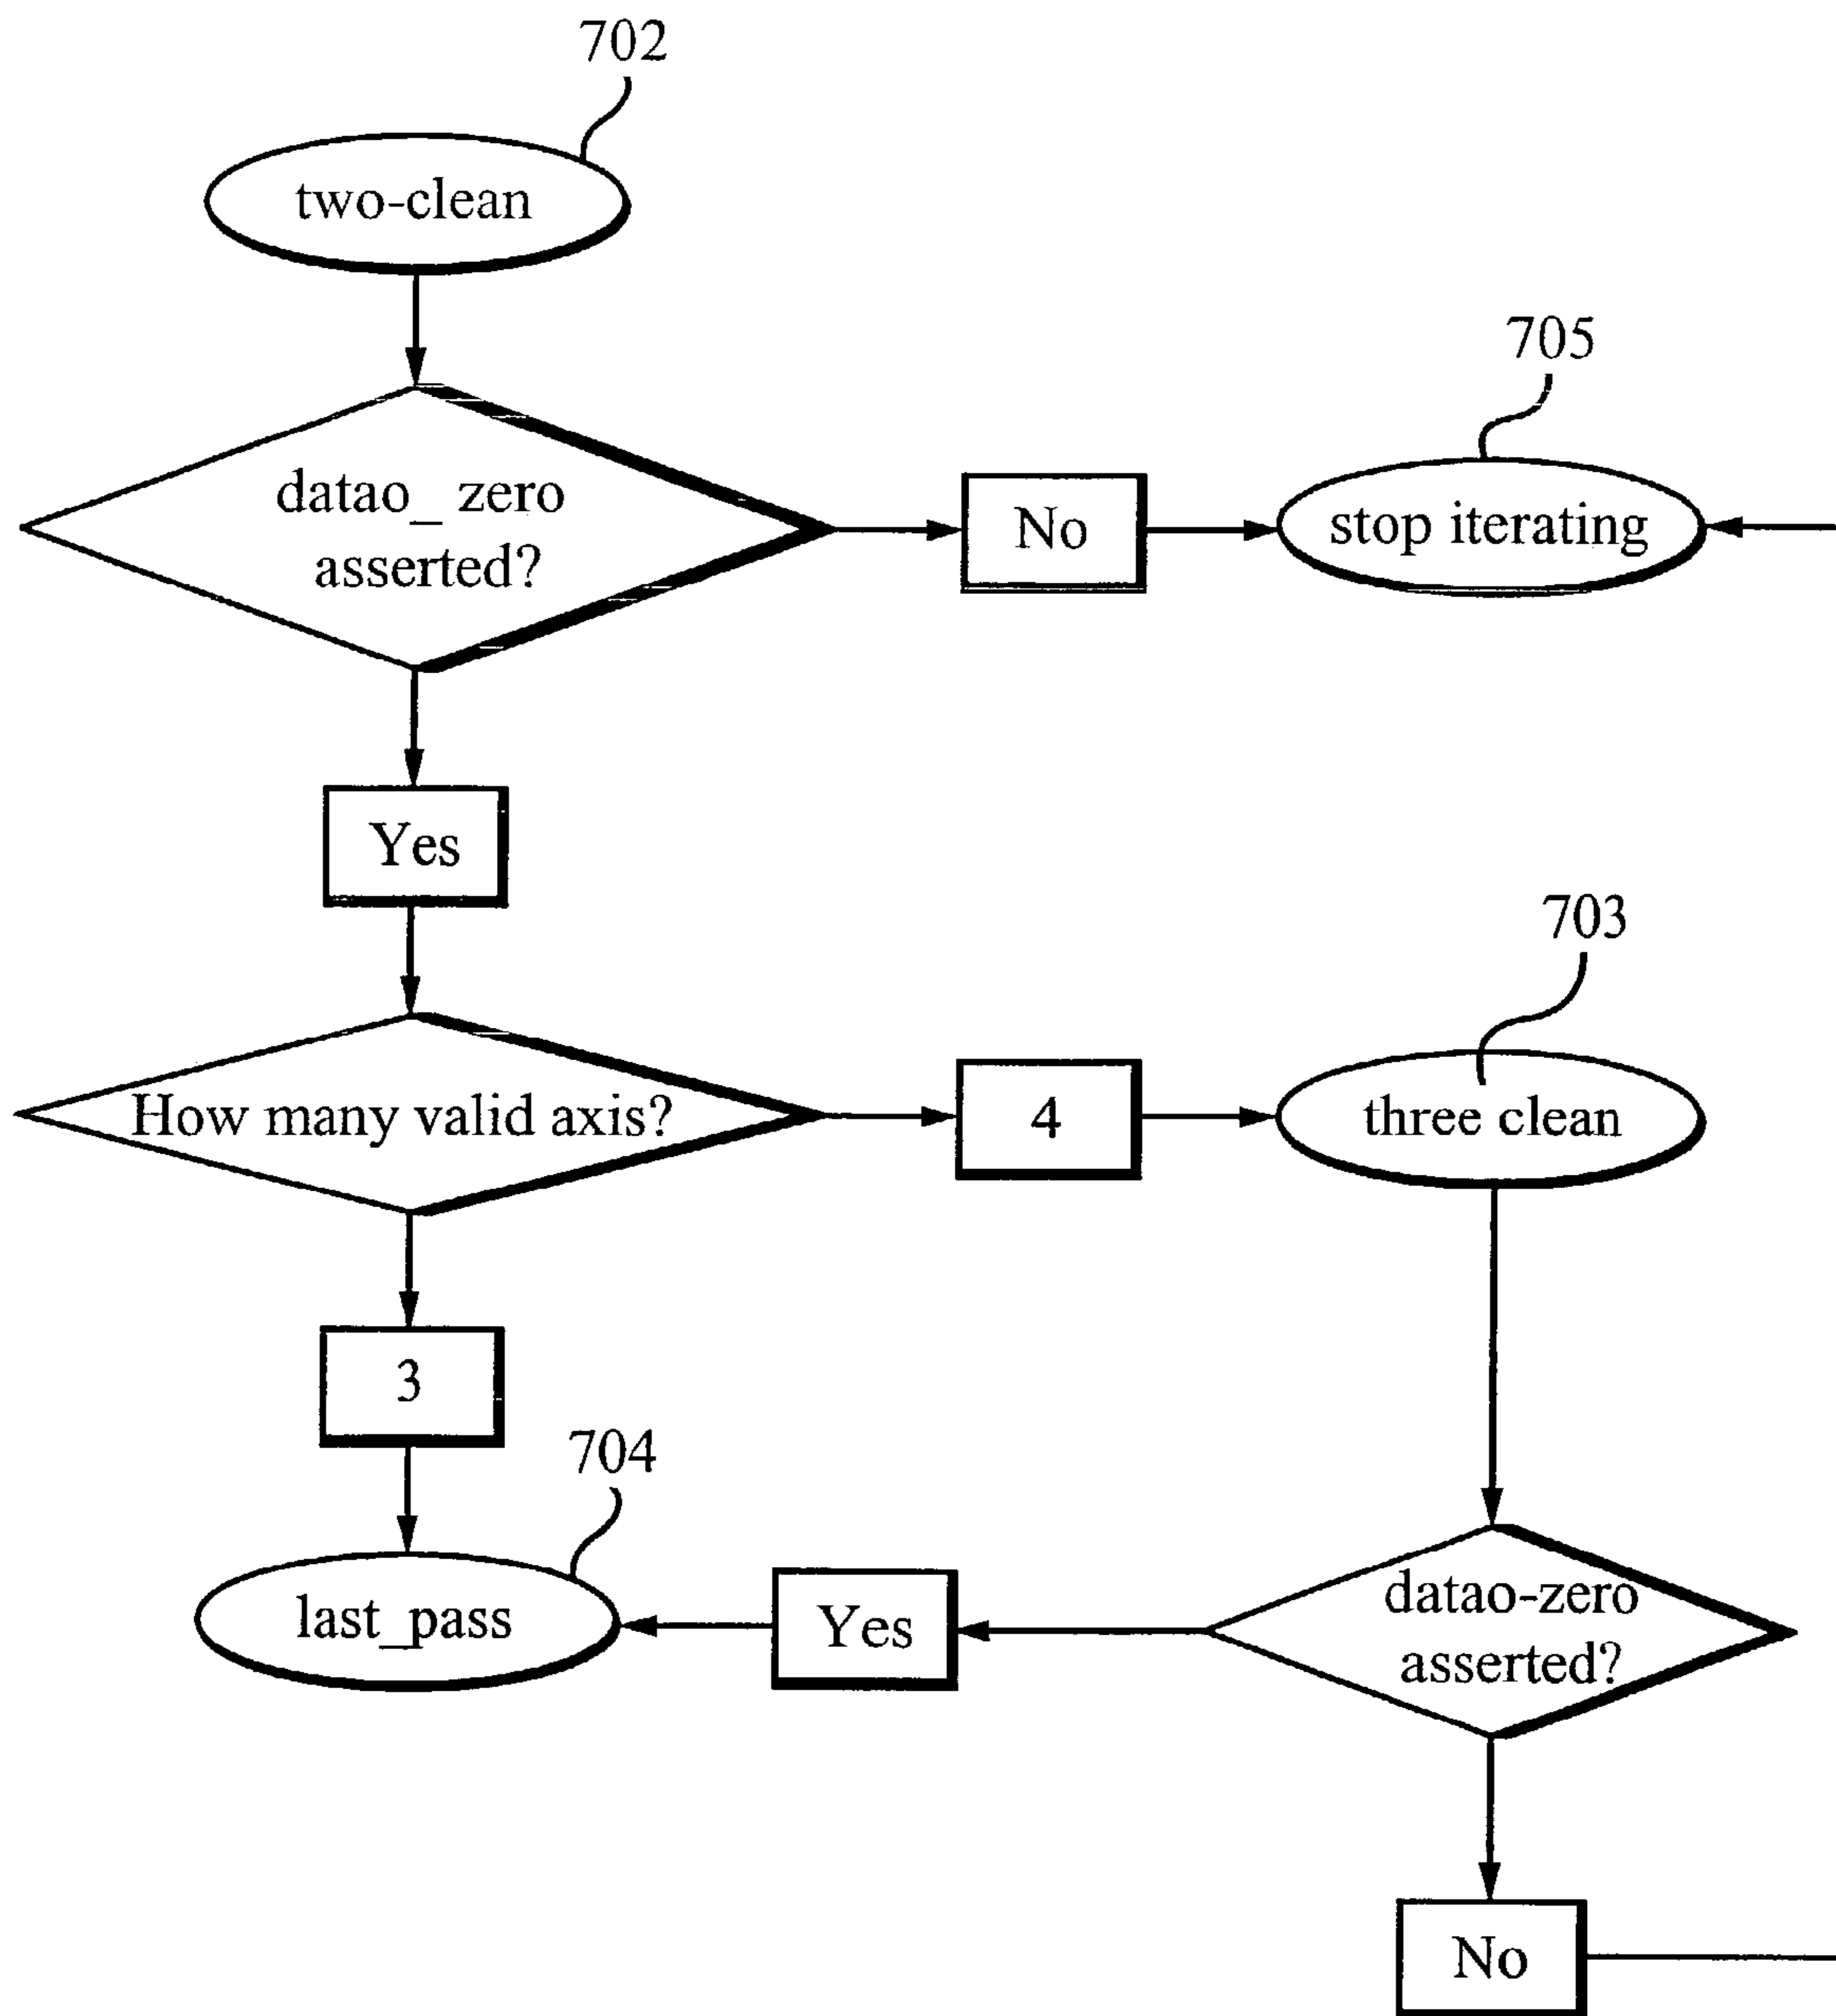 702
two-clean
705
datao_ zero
asserted?
No
stop iterating
Yes
703
How many valid axis?
4
three clean
3
704
last_pass
Yes
datao-zero
asserted?
No